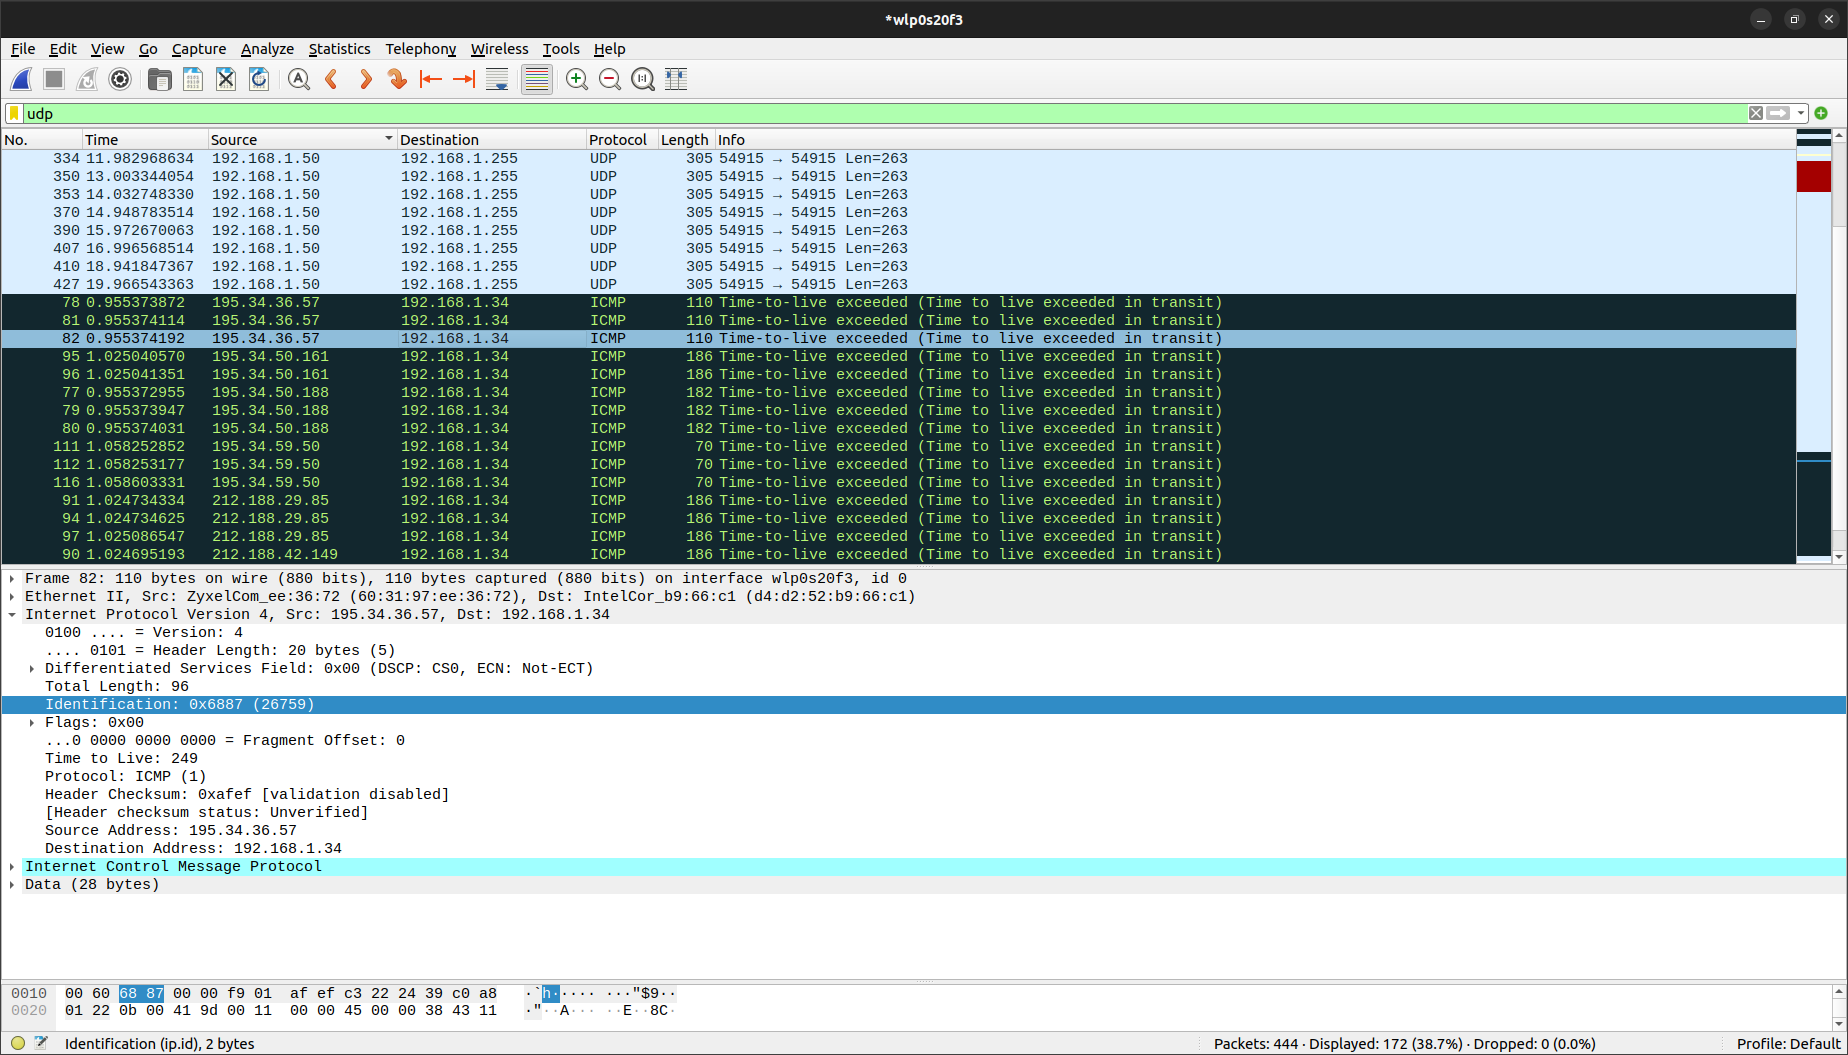 *wlp0s20f3
File Edit View Go Capture Analyze Statistics Telephony Wireless Tools Help
udp
No. Time Source Destination Protocol Length Info
334 11.982968634 192.168.1.50 192.168.1.255 UDP 305 54915 → 54915 Len=263
350 13.003344054 192.168.1.50 192.168.1.255 UDP 305 54915 → 54915 Len=263
353 14.032748330 192.168.1.50 192.168.1.255 UDP 305 54915 → 54915 Len=263
370 14.948783514 192.168.1.50 192.168.1.255 UDP 305 54915 → 54915 Len=263
390 15.972670063 192.168.1.50 192.168.1.255 UDP 305 54915 → 54915 Len=263
407 16.996568514 192.168.1.50 192.168.1.255 UDP 305 54915 → 54915 Len=263
410 18.941847367 192.168.1.50 192.168.1.255 UDP 305 54915 → 54915 Len=263
427 19.966543363 192.168.1.50 192.168.1.255 UDP 305 54915 → 54915 Len=263
78 0.955373872 195.34.36.57 192.168.1.34 ICMP 110 Time-to-live exceeded (Time to live exceeded in transit)
81 0.955374114 195.34.36.57 192.168.1.34 ICMP 110 Time-to-live exceeded (Time to live exceeded in transit)
82 0.955374192 195.34.36.57 192.168.1.34 ICMP 110 Time-to-live exceeded (Time to live exceeded in transit)
95 1.025040570 195.34.50.161 192.168.1.34 ICMP 186 Time-to-live exceeded (Time to live exceeded in transit)
96 1.025041351 195.34.50.161 192.168.1.34 ICMP 186 Time-to-live exceeded (Time to live exceeded in transit)
77 0.955372955 195.34.50.188 192.168.1.34 ICMP 182 Time-to-live exceeded (Time to live exceeded in transit)
79 0.955373947 195.34.50.188 192.168.1.34 ICMP 182 Time-to-live exceeded (Time to live exceeded in transit)
80 0.955374031 195.34.50.188 192.168.1.34 ICMP 182 Time-to-live exceeded (Time to live exceeded in transit)
111 1.058252852 195.34.59.50 192.168.1.34 ICMP 70 Time-to-live exceeded (Time to live exceeded in transit)
112 1.058253177 195.34.59.50 192.168.1.34 ICMP 70 Time-to-live exceeded (Time to live exceeded in transit)
116 1.058603331 195.34.59.50 192.168.1.34 ICMP 70 Time-to-live exceeded (Time to live exceeded in transit)
91 1.024734334 212.188.29.85 192.168.1.34 ICMP 186 Time-to-live exceeded (Time to live exceeded in transit)
94 1.024734625 212.188.29.85 192.168.1.34 ICMP 186 Time-to-live exceeded (Time to live exceeded in transit)
97 1.025086547 212.188.29.85 192.168.1.34 ICMP 186 Time-to-live exceeded (Time to live exceeded in transit)
90 1.024695193 212.188.42.149 192.168.1.34 ICMP 186 Time-to-live exceeded (Time to live exceeded in transit)
Frame 82: 110 bytes on wire (880 bits), 110 bytes captured (880 bits) on interface wlp0s20f3, id 0
Ethernet II, Src: ZyxelCom_ee:36:72 (60:31:97:ee:36:72), Dst: IntelCor_b9:66:c1 (d4:d2:52:b9:66:c1)
Internet Protocol Version 4, Src: 195.34.36.57, Dst: 192.168.1.34
0100 .... = Version: 4
.... 0101 = Header Length: 20 bytes (5)
Differentiated Services Field: 0x00 (DSCP: CS0, ECN: Not-ECT)
Total Length: 96
Identification: 0x6887 (26759)
Flags: 0x00
...0 0000 0000 0000 = Fragment Offset: 0
Time to Live: 249
Protocol: ICMP (1)
Header Checksum: 0xafef [validation disabled]
[Header checksum status: Unverified]
Source Address: 195.34.36.57
Destination Address: 192.168.1.34
Internet Control Message Protocol
Data (28 bytes)
0010 00 60 68 87 00 00 f9 01 af ef c3 22 24 39 c0 a8 ·`h····· ···"$9··
0020 01 22 0b 00 41 9d 00 11 00 00 45 00 00 38 43 11 ·"··A··· ··E··8C·
Identification (ip.id), 2 bytes Packets: 444 · Displayed: 172 (38.7%) · Dropped: 0 (0.0%) Profile: Default